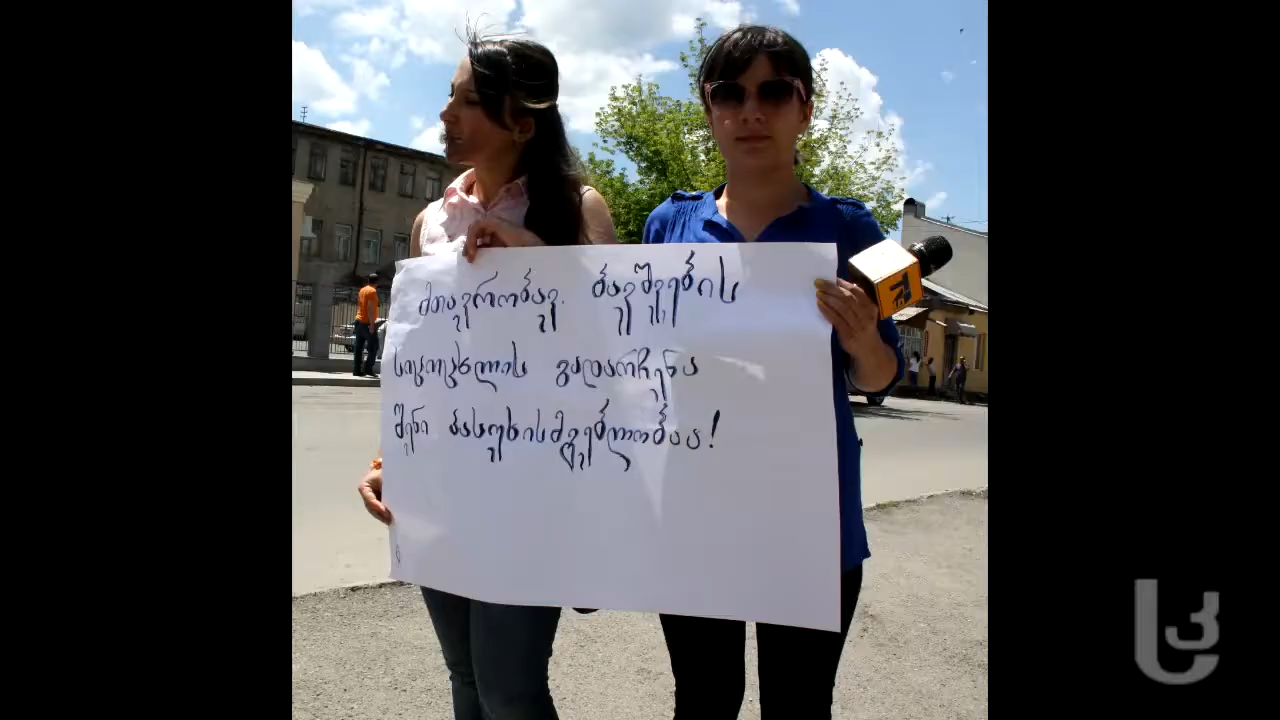 მთავრობავ. ბავშვების
სიცოცხლის გადარჩენა
შენი პასუხისმგებლობაა!